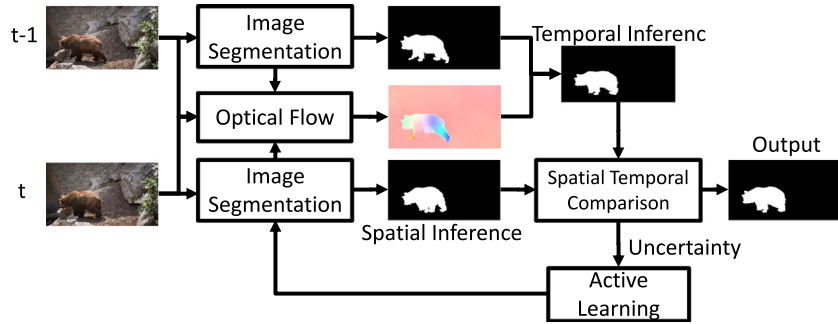 t-1
Image
Segmentation
Temporal Inferenc
Optical Flow
Output
t
Image
Segmentation
Spatial Temporal
Comparison
Spatial Inference
Uncertainty
Active
Learning